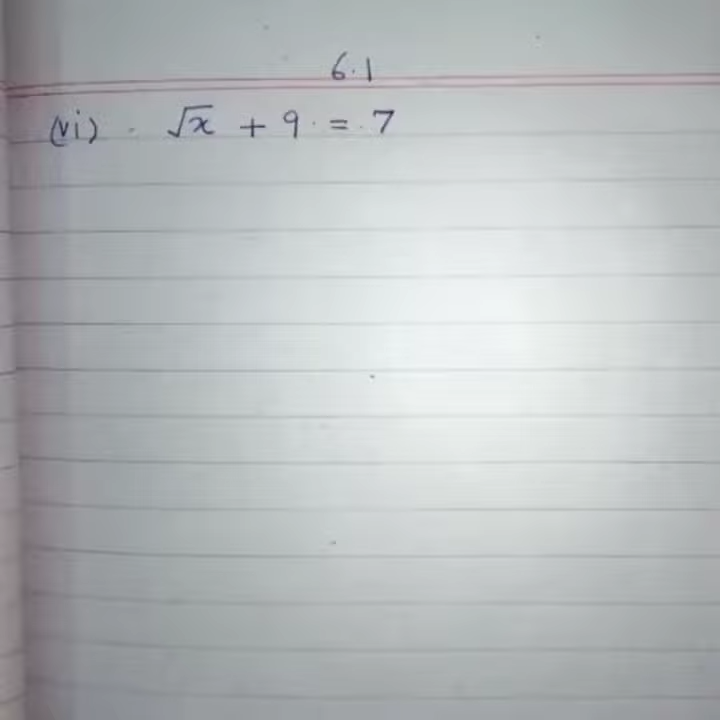 6.1
(vi) . √x + 9 = 7